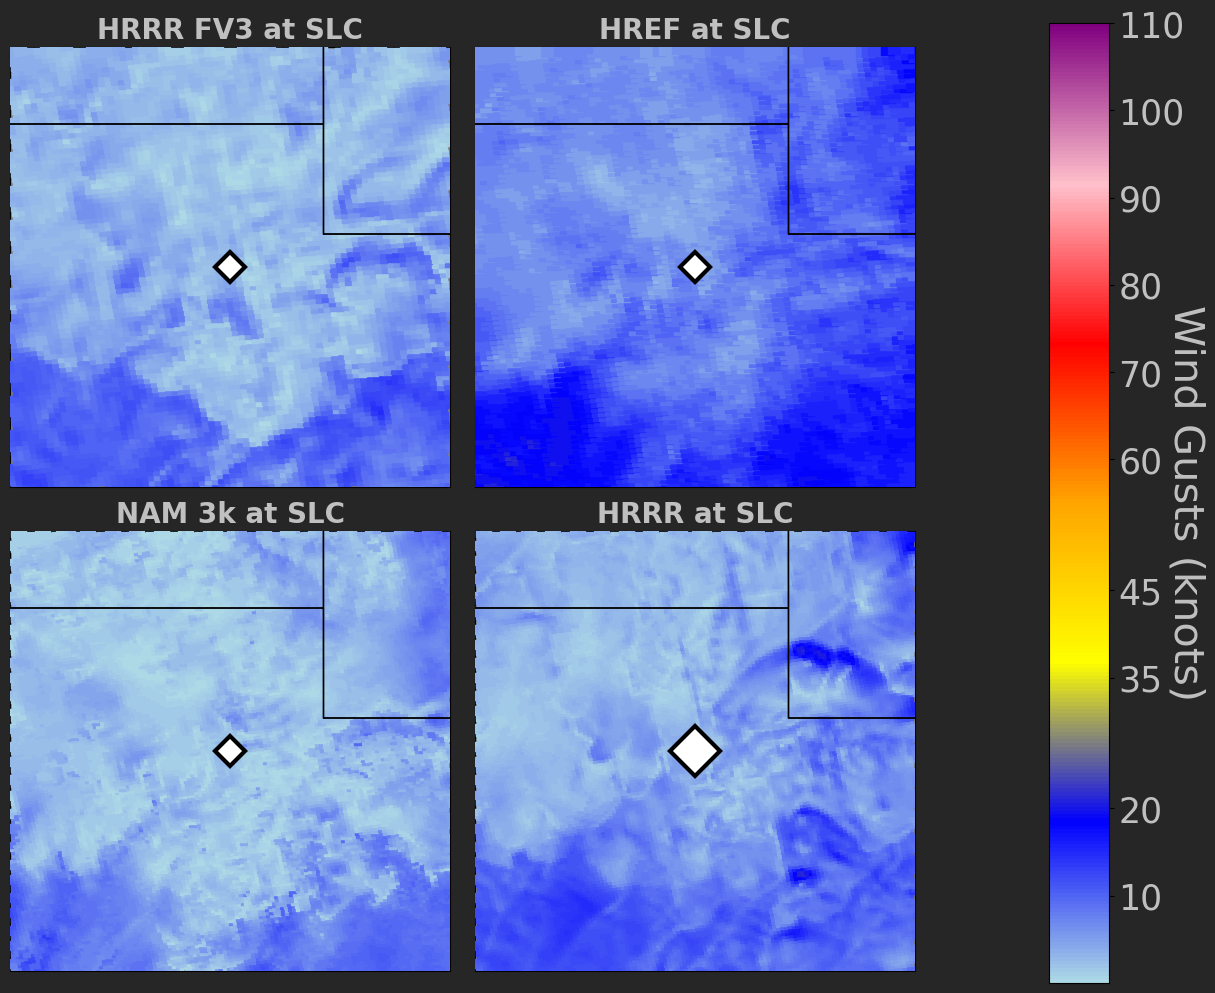 HRRR FV3 at SLC
HREF at SLC
NAM 3k at SLC
HRRR at SLC
110
100
90
80
70
60
45
35
20
10
Wind Gusts (knots)